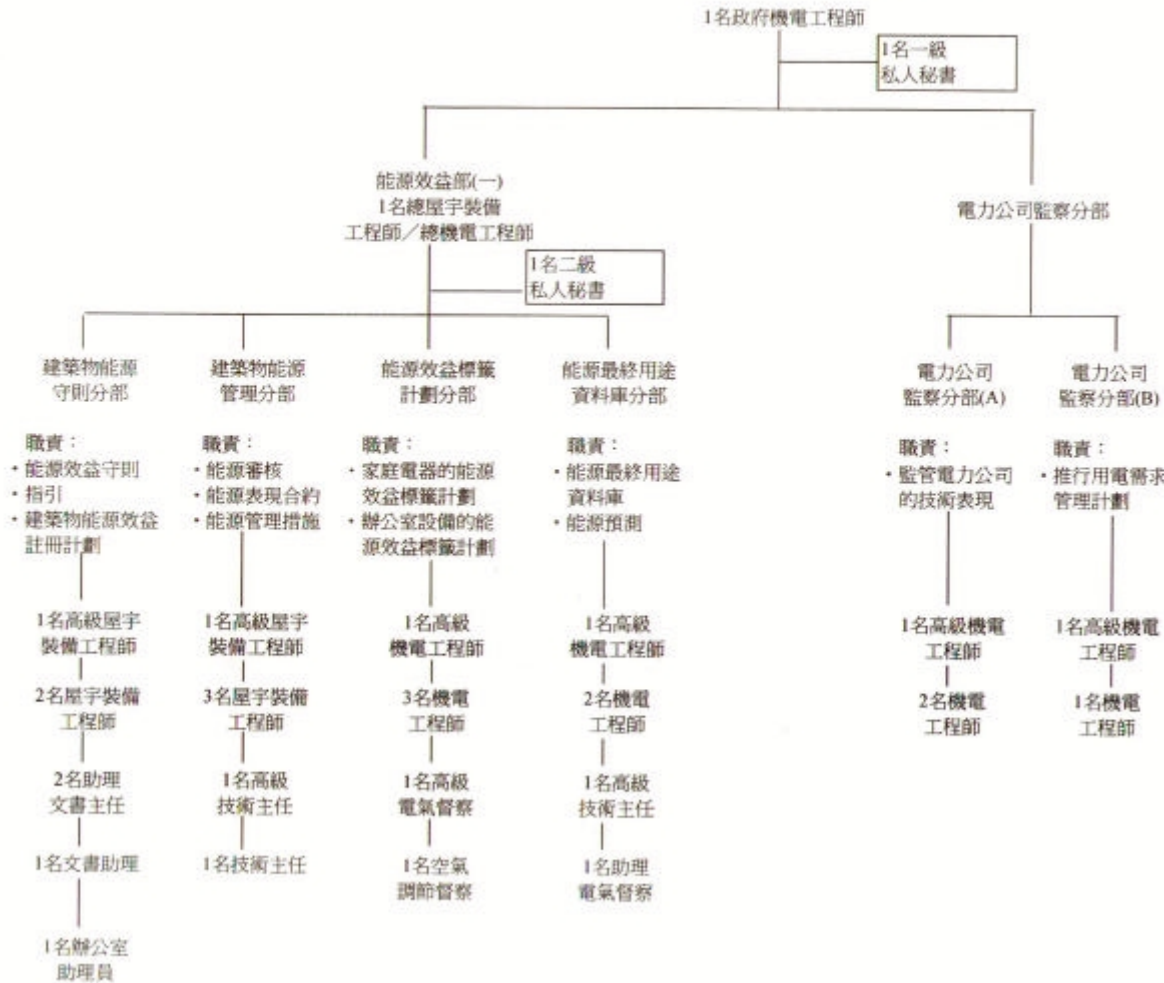 1名政府機電工程師
1名一級
私人秘書
能源效益部(一)
1名總屋宇裝備
工程師／總機電工程師
電力公司監察分部
1名二級
私人秘書
建築物能源
守則分部
職責：
・能源效益守則
・指引
・建築物能源效益
註冊計劃
1名高級屋宇
裝備工程師
2名屋宇裝備
工程師
2名助理
文書主任
1名文書助理
1名辦公室
助理員
建築物能源
管理分部
職責：
・能源審核
・能源表現合約
・能源管理措施
1名高級屋宇
裝備工程師
3名屋宇裝備
工程師
1名高級
技術主任
1名技術主任
能源效益標籤
計劃分部
職責：
・家庭電器的能源
效益標籤計劃
・辦公室設備的能
源效益標籤計劃
1名高級
機電工程師
3名機電
工程師
1名高級
電氣督察
1名空氣
調節督察
能源最終用途
資料庫分部
職責：
・能源最終用途
資料庫
・能源預測
1名高級
機電工程師
2名機電
工程師
1名高級
技術主任
1名助理
電氣督察
電力公司
監察分部(A)
職責：
・監管電力公司
的技術表現
1名高級機電
工程師
2名機電
工程師
電力公司
監察分部(B)
職責：
・推行用電需求
管理計劃
1名高級機電
工程師
1名機電
工程師